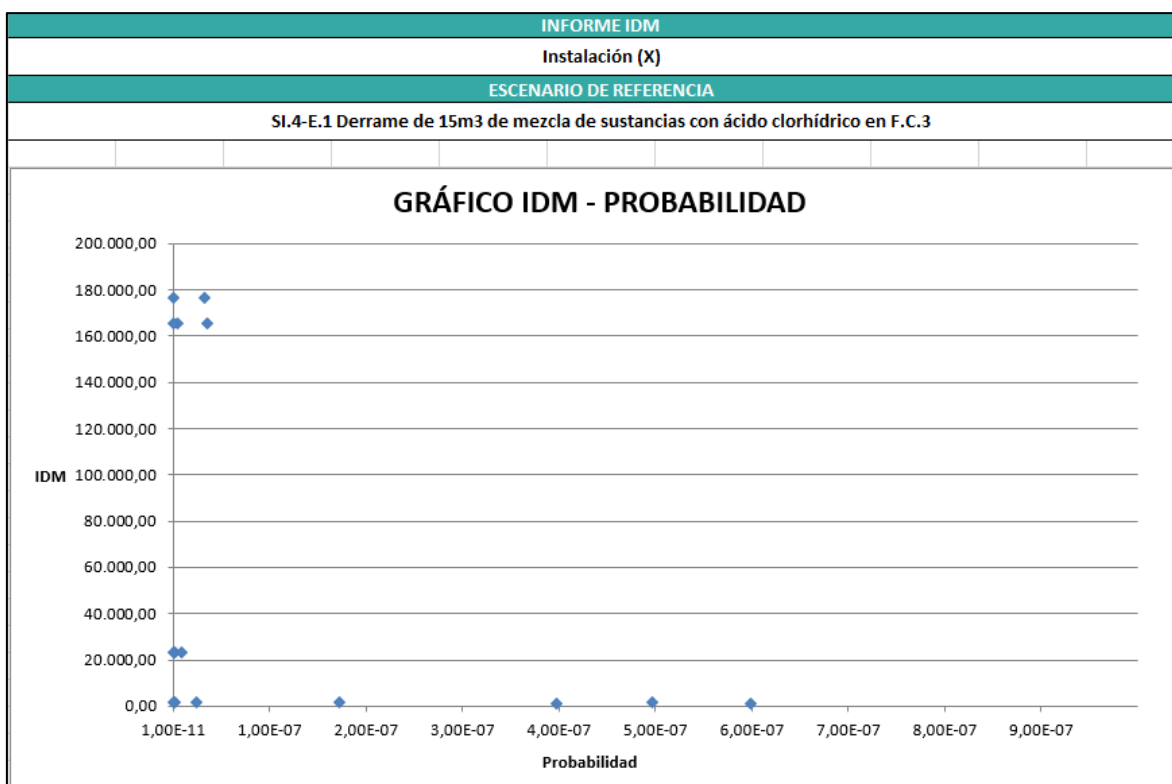 INFORME IDM
Instalación (X)
ESCENARIO DE REFERENCIA
SI.4-E.1 Derrame de 15m3 de mezcla de sustancias con ácido clorhídrico en F.C.3
GRÁFICO IDM - PROBABILIDAD
200.000,00
180.000,00
160.000,00
140.000,00
120.000,00
IDM 100.000,00
80.000,00
60.000,00
40.000,00
20.000,00
0,00
1,00E-11 1,00E-07 2,00E-07 3,00E-07 4,00E-07 5,00E-07 6,00E-07 7,00E-07 8,00E-07 9,00E-07
Probabilidad